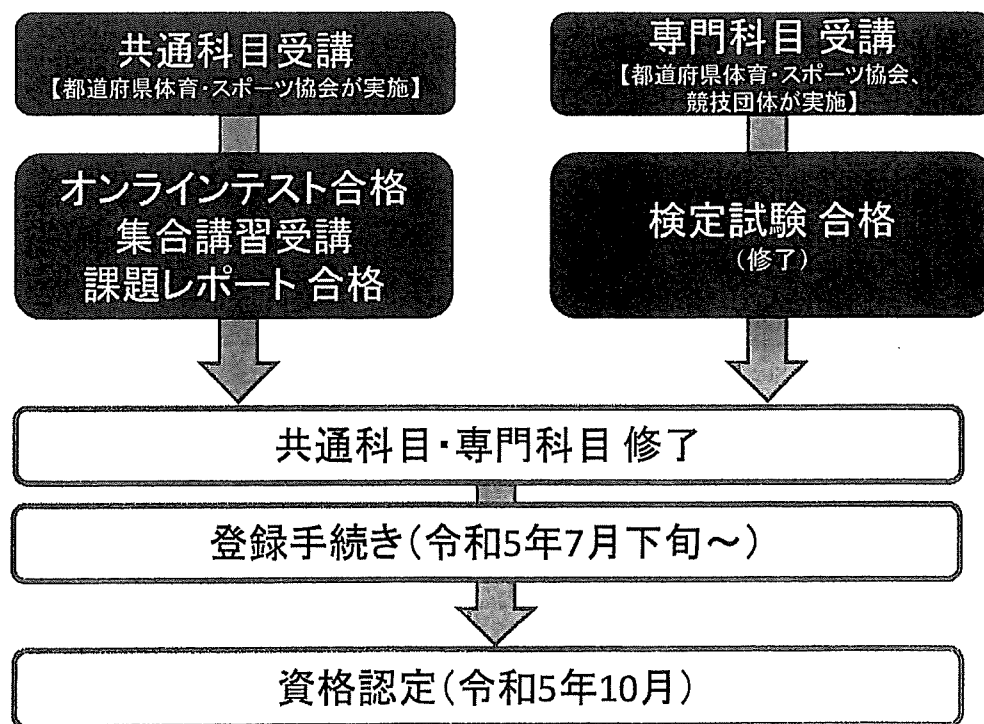 共通科目受講
【都道府県体育・スポーツ協会が実施】
オンラインテスト合格
集合講習受講
課題レポート 合格
専門科目 受講
【都道府県体育・スポーツ協会、
競技団体が実施】
検定試験 合格
(修了)
共通科目・専門科目 修了
登録手続き(令和5年7月下旬～)
資格認定(令和5年10月)